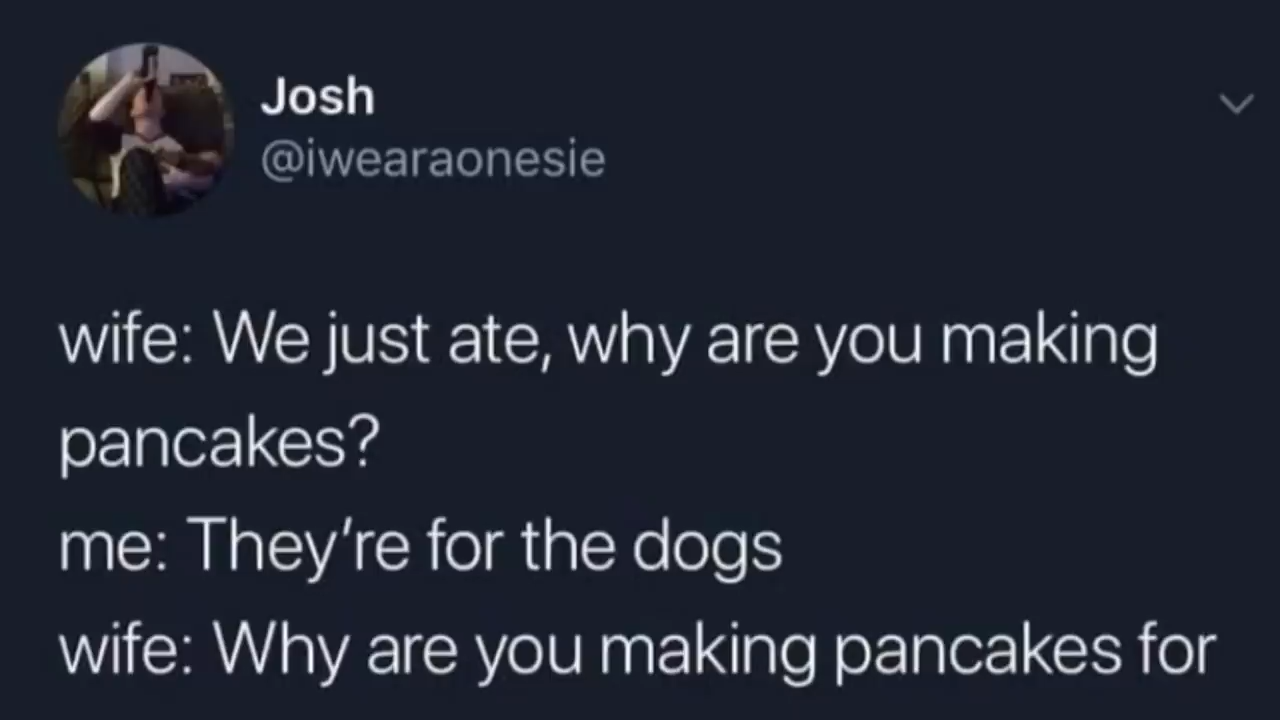 Josh
@iwearaonesie
wife: We just ate, why are you making
pancakes?
me: They’re for the dogs
wife: Why are you making pancakes for